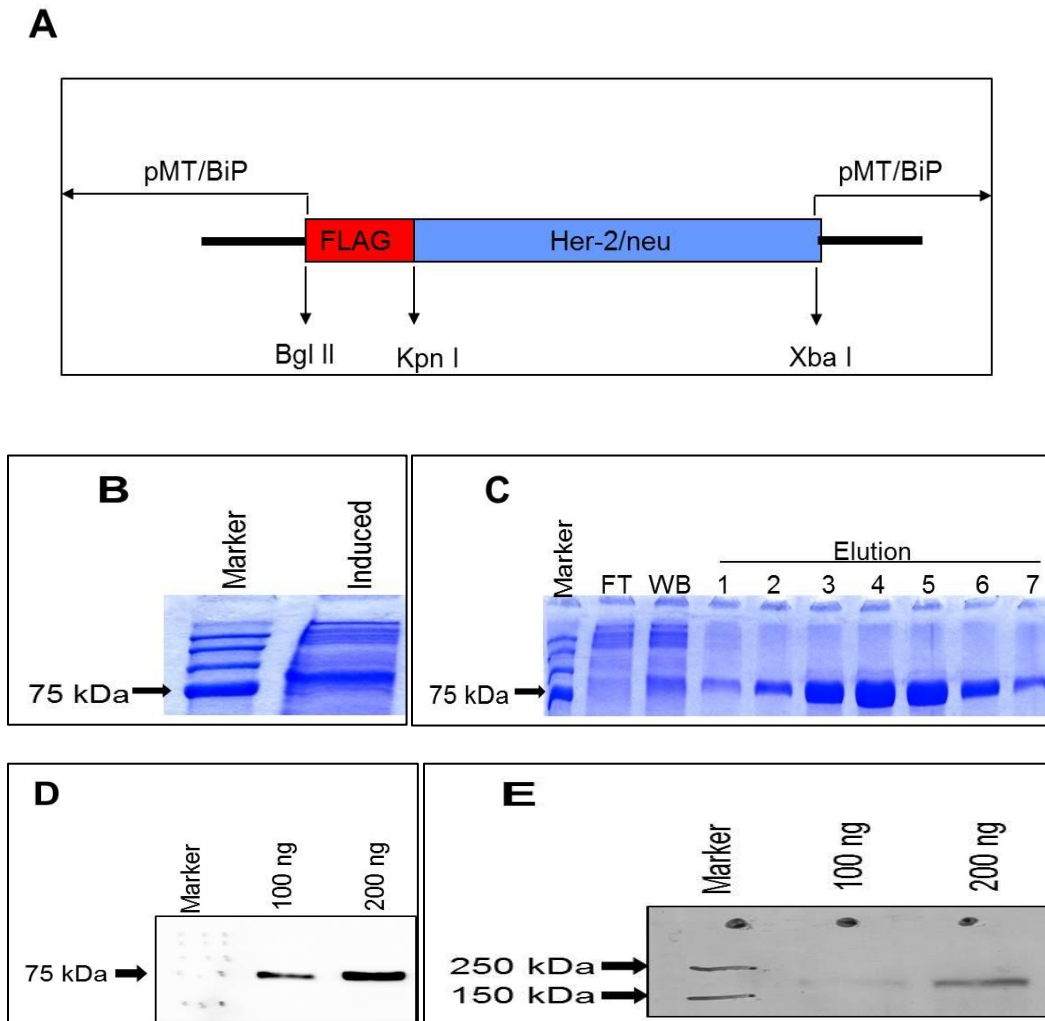 A
pMT/BiP
pMT/BiP
FLAG
Her-2/neu
Bgl II
Kpn I
Xba I
B
Marker
Induced
75 kDa
C
Marker
FT
WB
Elution
1
2
3
4
5
6
7
75 kDa
D
Marker
100 ng
200 ng
75 kDa
E
Marker
100 ng
200 ng
250 kDa
150 kDa